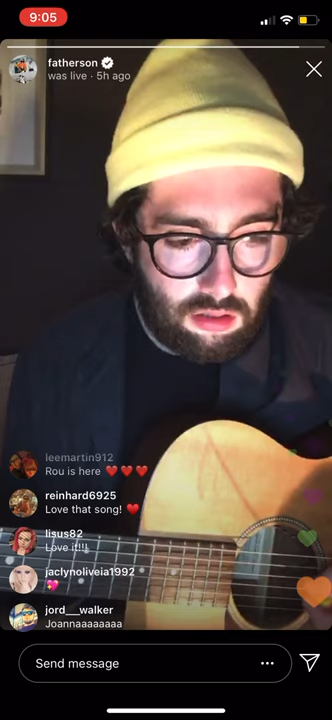 9:05
fatherson
was live · 5h ago
leemartin912
Rou is here ❤️❤️❤️
reinhard6925
Love that song! ❤️
lisus82
Love it!!!
jaclynoliveia1992
💖
jord__walker
Joannaaaaaaaa
Send message